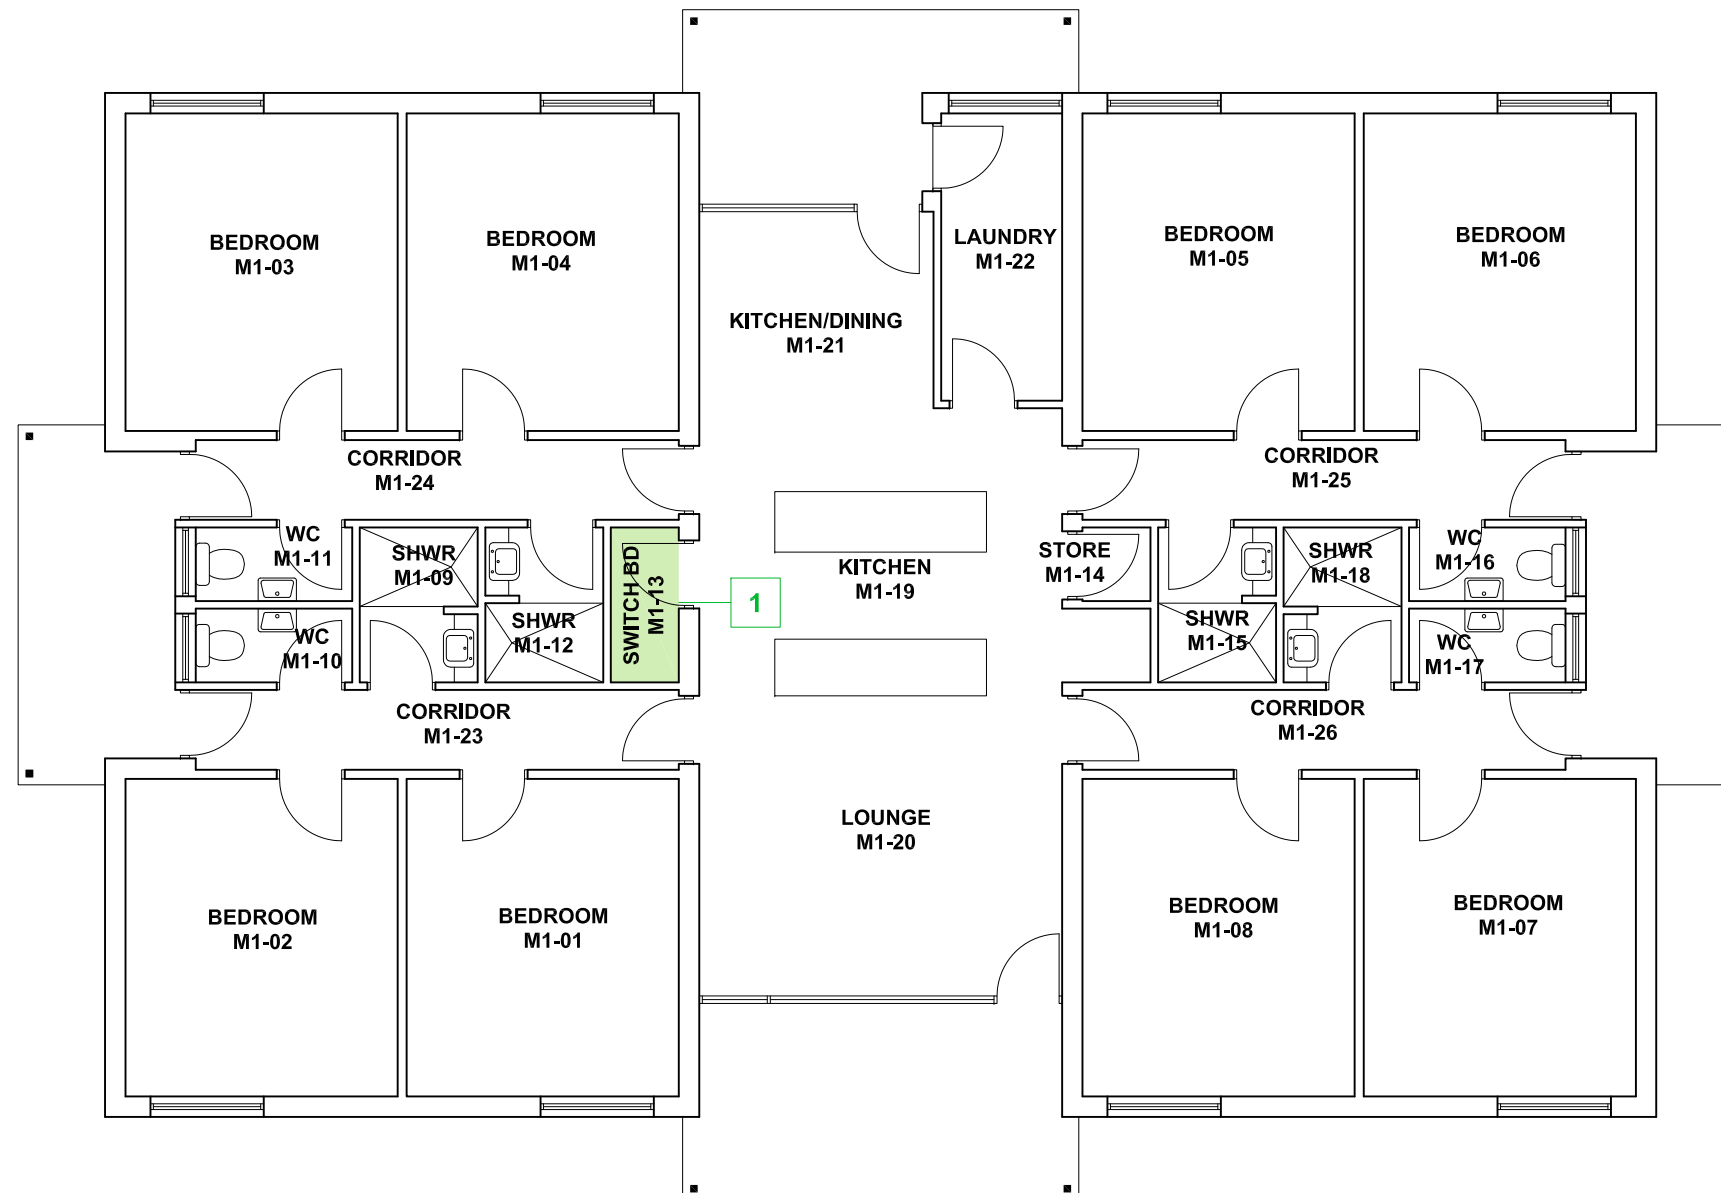 BEDROOM
M1-03
BEDROOM
M1-04
LAUNDRY
M1-22
BEDROOM
M1-05
BEDROOM
M1-06
KITCHEN/DINING
M1-21
CORRIDOR
M1-24
CORRIDOR
M1-25
WC
M1-11
SHWR
M1-09
SWITCH BD
M1-13
1
KITCHEN
M1-19
STORE
M1-14
SHWR
M1-18
WC
M1-16
WC
M1-10
SHWR
M1-12
SHWR
M1-15
WC
M1-17
CORRIDOR
M1-23
CORRIDOR
M1-26
LOUNGE
M1-20
BEDROOM
M1-02
BEDROOM
M1-01
BEDROOM
M1-08
BEDROOM
M1-07